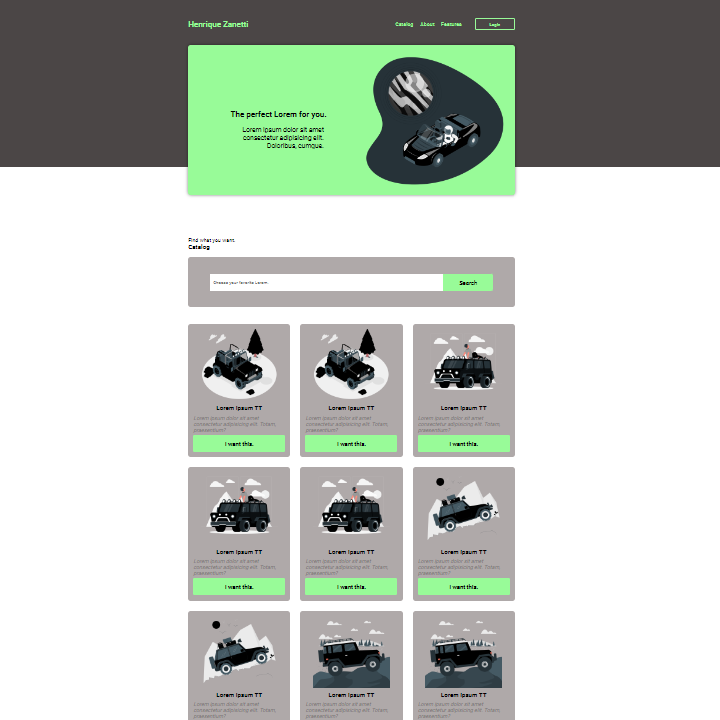 Henrique Zanetti
Catalog About Features Login
The perfect Lorem for you.
Lorem ipsum dolor sit amet
consectetur adipisicing elit.
Doloribus, cumque.
Find what you want.
Catalog
Choose your favorite Lorem
Search
Lorem Ipsum TT
Lorem ipsum dolor sit amet
consectetur adipisicing elit. Totam,
praesentium?
I want this.
Lorem Ipsum TT
Lorem ipsum dolor sit amet
consectetur adipisicing elit. Totam,
praesentium?
I want this.
Lorem Ipsum TT
Lorem ipsum dolor sit amet
consectetur adipisicing elit. Totam,
praesentium?
I want this.
Lorem Ipsum TT
Lorem ipsum dolor sit amet
consectetur adipisicing elit. Totam,
praesentium?
I want this.
Lorem Ipsum TT
Lorem ipsum dolor sit amet
consectetur adipisicing elit. Totam,
praesentium?
I want this.
Lorem Ipsum TT
Lorem ipsum dolor sit amet
consectetur adipisicing elit. Totam,
praesentium?
I want this.
Lorem Ipsum TT
Lorem ipsum dolor sit amet
consectetur adipisicing elit. Totam,
praesentium?
Lorem Ipsum TT
Lorem ipsum dolor sit amet
consectetur adipisicing elit. Totam,
praesentium?
Lorem Ipsum TT
Lorem ipsum dolor sit amet
consectetur adipisicing elit. Totam,
praesentium?